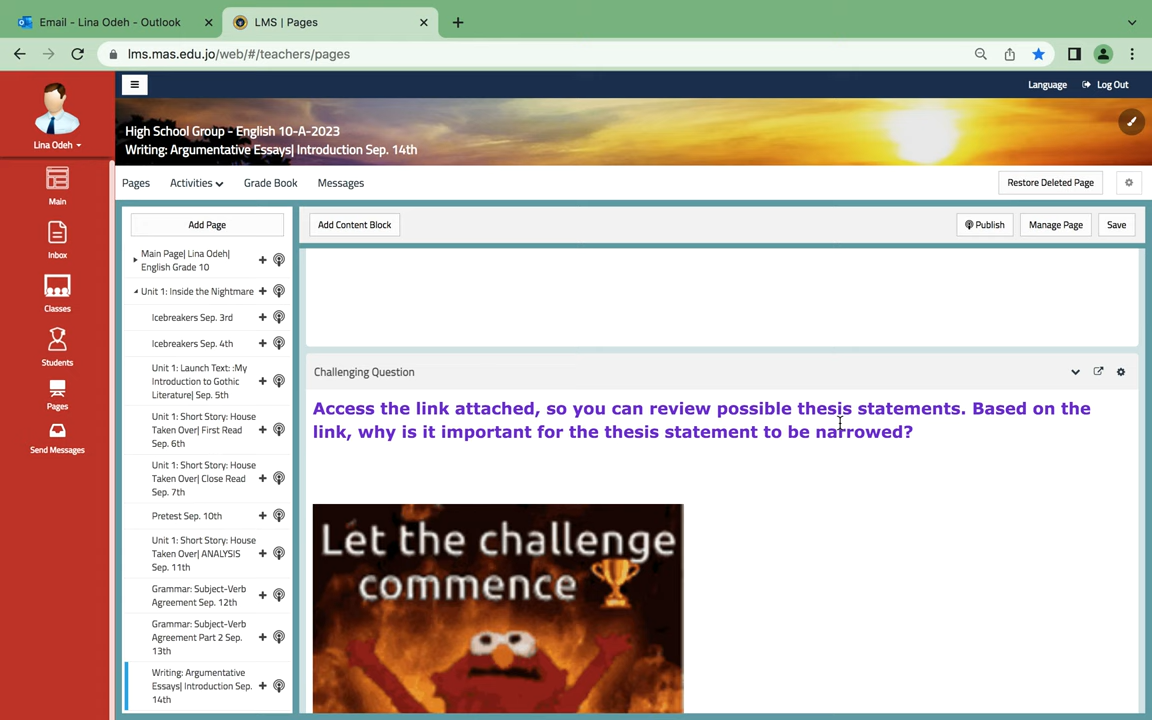 Email - Lina Odeh - Outlook
LMS | Pages
lms.mas.edu.jo/web/#/teachers/pages
Language
Log Out
Lina Odeh
High School Group - English 10-A-2023
Writing: Argumentative Essays| Introduction Sep. 14th
Pages
Activities
Grade Book
Messages
Restore Deleted Page
Main
Inbox
Classes
Students
Pages
Send Messages
Add Page
Main Page| Lina Odeh|
English Grade 10
Unit 1: Inside the Nightmare
Icebreakers Sep. 3rd
Icebreakers Sep. 4th
Unit 1: Launch Text: :My
Introduction to Gothic
Literature| Sep. 5th
Unit 1: Short Story: House
Taken Over| First Read
Sep. 6th
Unit 1: Short Story: House
Taken Over| Close Read
Sep. 7th
Pretest Sep. 10th
Unit 1: Short Story: House
Taken Over| ANALYSIS
Sep. 11th
Grammar: Subject-Verb
Agreement Sep. 12th
Grammar: Subject-Verb
Agreement Part 2 Sep.
13th
Writing: Argumentative
Essays| Introduction Sep.
14th
Add Content Block
Publish
Manage Page
Save
Challenging Question
Access the link attached, so you can review possible thesis statements. Based on the
link, why is it important for the thesis statement to be narrowed?
Let the challenge
commence